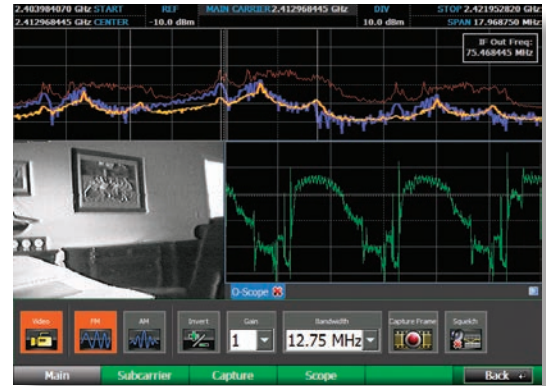 2.403984070 GHz START REF MAIN CARRIER 2.412968445 GHz DIV STOP 2.421952820 GHz
2.412968445 GHz CENTER -10.0 dBm 10.0 dBm SPAN 17.968750 MHz
IF Out Freq:
75.468445 MHz
O-Scope
Video FM AM Invert Gain Bandwidth Capture Frame Squelch
1 12.75 MHz
Main Subcarrier Capture Scope Back